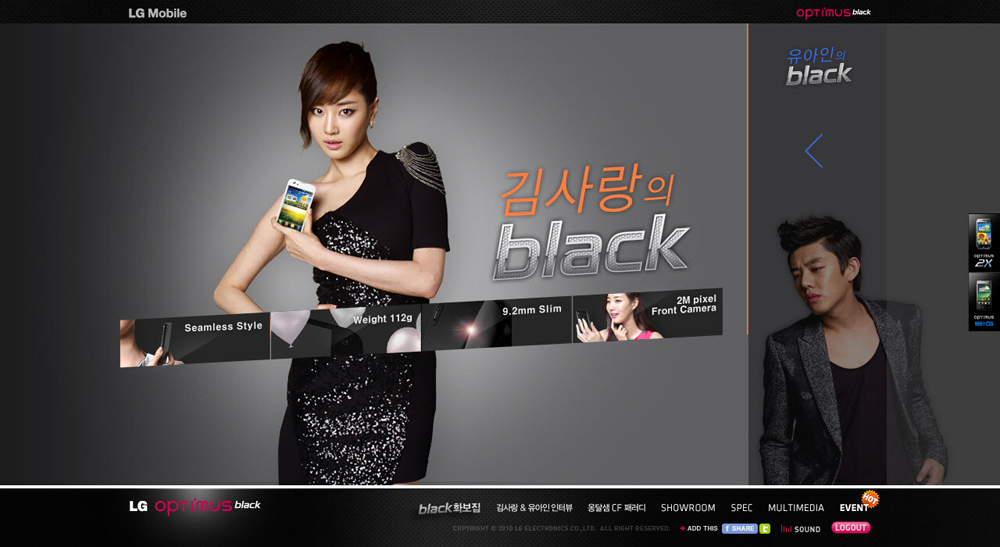 LG Mobile
optimus black
유아인의
black
김사랑의
black
Seamless Style
Weight 112g
9.2mm Slim
2M pixel
Front Camera
OPTIMUS
2X
OPTIMUS
BIG
LG optimus black
black화보집 김사랑 & 유아인 인터뷰 옹달샘 CF 패러디 SHOWROOM SPEC MULTIMEDIA EVENT HOT
COPYRIGHT © 2010 LG ELECTRONICS CO.,LTD. ALL RIGHT RESERVED. + ADD THIS f SHARE t SOUND LOGOUT